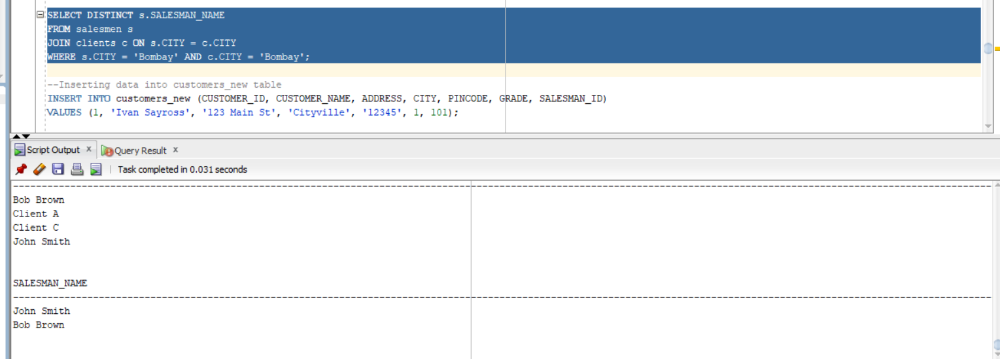 SELECT DISTINCT s.SALESMAN_NAME
FROM salesmen s
JOIN clients c ON s.CITY = c.CITY
WHERE s.CITY = 'Bombay' AND c.CITY = 'Bombay';
--Inserting data into customers_new table
INSERT INTO customers_new (CUSTOMER_ID, CUSTOMER_NAME, ADDRESS, CITY, PINCODE, GRADE, SALESMAN_ID)
VALUES (1, 'Ivan Sayross', '123 Main St', 'Cityville', '12345', 1, 101);
Script Output x Query Result x
Task completed in 0.031 seconds
Bob Brown
Client A
Client C
John Smith
SALESMAN_NAME
John Smith
Bob Brown